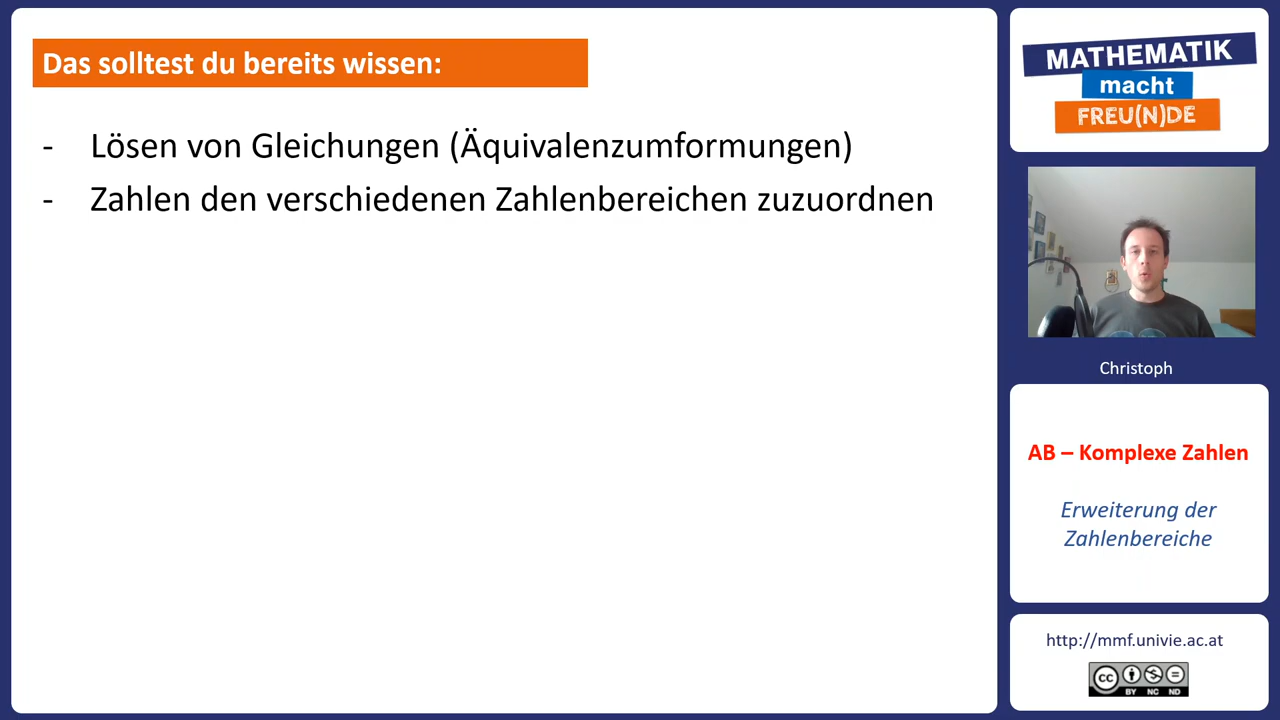 Das solltest du bereits wissen:
- Lösen von Gleichungen (Äquivalenzumformungen)
- Zahlen den verschiedenen Zahlenbereichen zuzuordnen
MATHEMATIK
macht
FREU(N)DE
Christoph
AB – Komplexe Zahlen
Erweiterung der
Zahlenbereiche
http://mmf.univie.ac.at
cc
BY NC ND